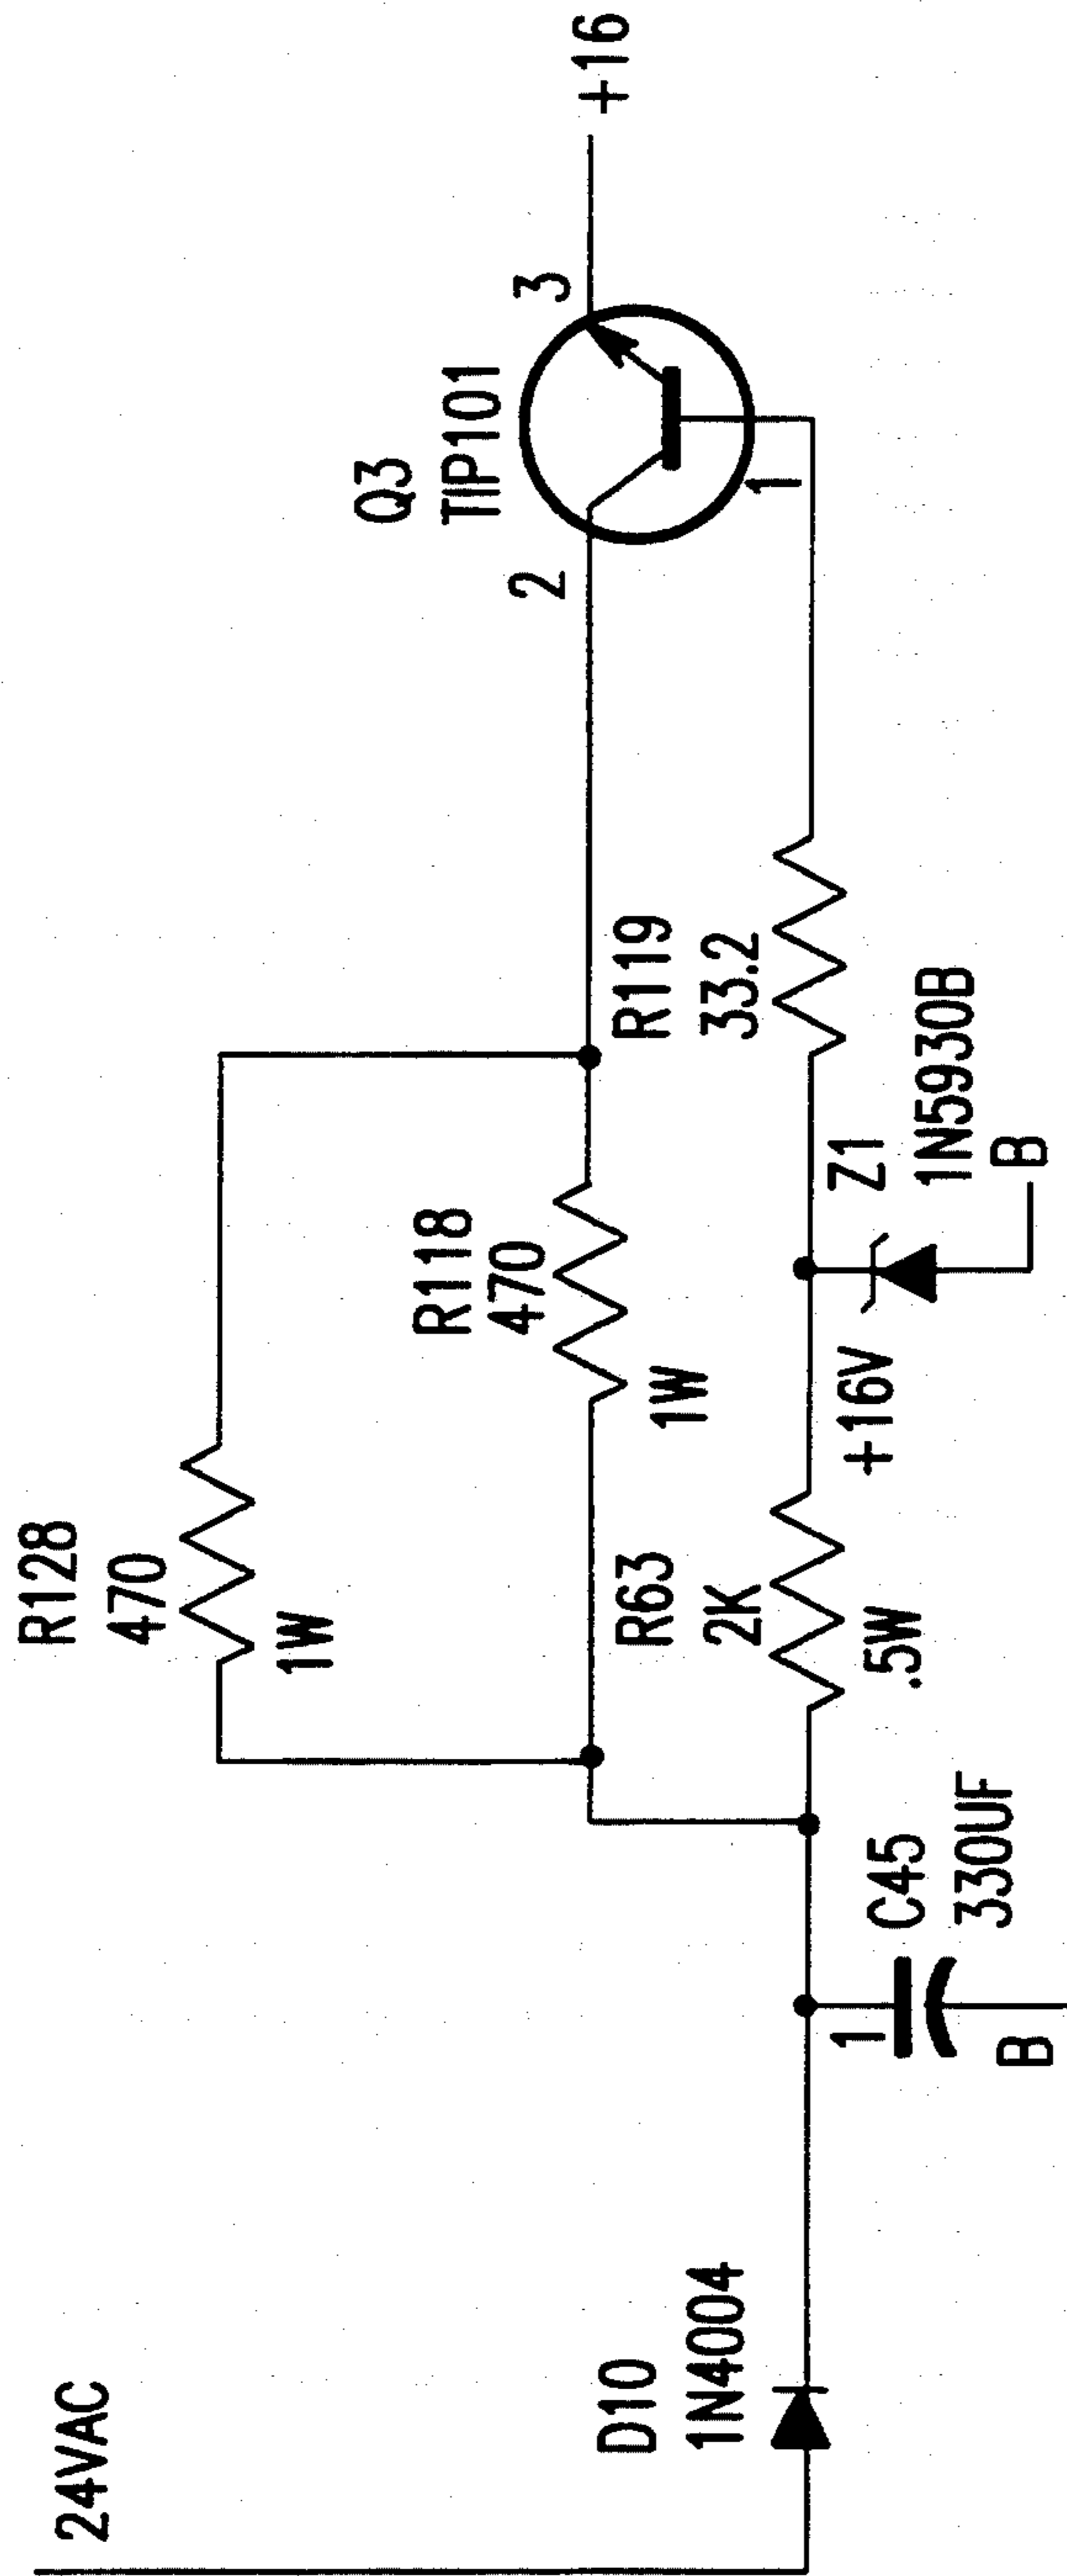 24VAC
D10
1N4004
1
C45
330UF
B
R128
470
1W
R118
470
1W
R63
2K
.5W
+16V
Z1
1N5930B
B
R119
33.2
Q3
TIP101
2
1
3
+16